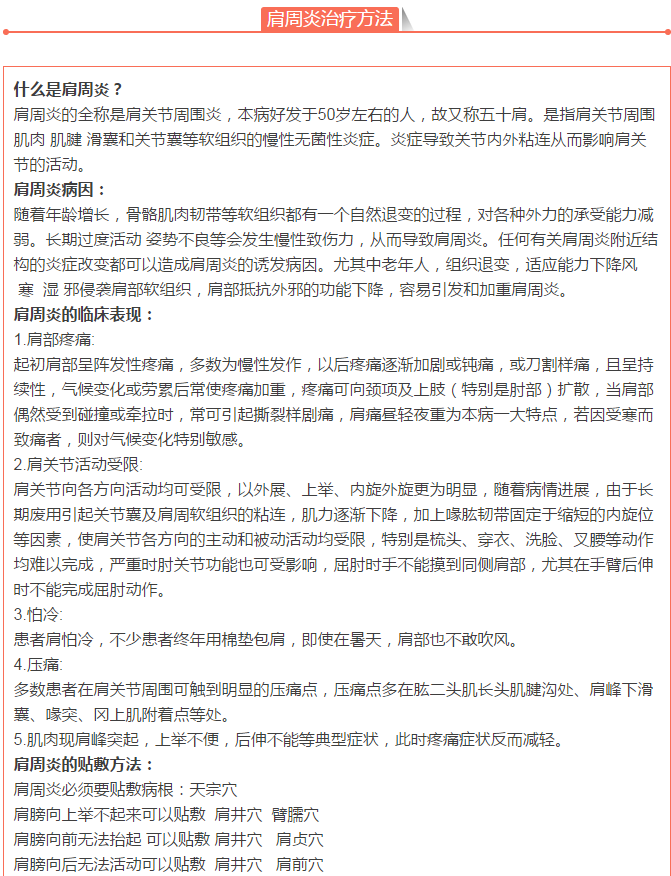 肩周炎治疗方法
什么是肩周炎？
肩周炎的全称是肩关节周围炎，本病好发于50岁左右的人，故又称五十肩。是指肩关节周围
肌肉 肌腱 滑囊和关节囊等软组织的慢性无菌性炎症。炎症导致关节内外粘连从而影响肩关
节的活动。
肩周炎病因：
随着年龄增长，骨骼肌肉韧带等软组织都有一个自然退变的过程，对各种外力的承受能力减
弱。长期过度活动 姿势不良等会发生慢性致伤力，从而导致肩周炎。任何有关肩周炎附近结
构的炎症改变都可以造成肩周炎的诱发病因。尤其中老年人，组织退变，适应能力下降风
寒 湿 邪侵袭肩部软组织，肩部抵抗外邪的功能下降，容易引发和加重肩周炎。
肩周炎的临床表现：
1.肩部疼痛:
起初肩部呈阵发性疼痛，多数为慢性发作，以后疼痛逐渐加剧或钝痛，或刀割样痛，且呈持
续性，气候变化或劳累后常使疼痛加重，疼痛可向颈项及上肢（特别是肘部）扩散，当肩部
偶然受到碰撞或牵拉时，常可引起撕裂样剧痛，肩痛昼轻夜重为本病一大特点，若因受寒而
致痛者，则对气候变化特别敏感。
2.肩关节活动受限:
肩关节向各方向活动均可受限，以外展、上举、内旋外旋更为明显，随着病情进展，由于长
期废用引起关节囊及肩周软组织的粘连，肌力逐渐下降，加上喙肱韧带固定于缩短的内旋位
等因素，使肩关节各方向的主动和被动活动均受限，特别是梳头、穿衣、洗脸、叉腰等动作
均难以完成，严重时肘关节功能也可受影响，屈肘时手不能摸到同侧肩部，尤其在手臂后伸
时不能完成屈肘动作。
3.怕冷:
患者肩怕冷，不少患者终年用棉垫包肩，即使在暑天，肩部也不敢吹风。
4.压痛:
多数患者在肩关节周围可触到明显的压痛点，压痛点多在肱二头肌长头肌腱沟处、肩峰下滑
囊、喙突、冈上肌附着点等处。
5.肌肉现肩峰突起，上举不便，后伸不能等典型症状，此时疼痛症状反而减轻。
肩周炎的贴敷方法：
肩周炎必须要贴敷病根：天宗穴
肩膀向上举不起来可以贴敷 肩井穴 臂臑穴
肩膀向前无法抬起 可以贴敷 肩井穴 肩贞穴
肩膀向后无法活动可以贴敷 肩井穴 肩前穴